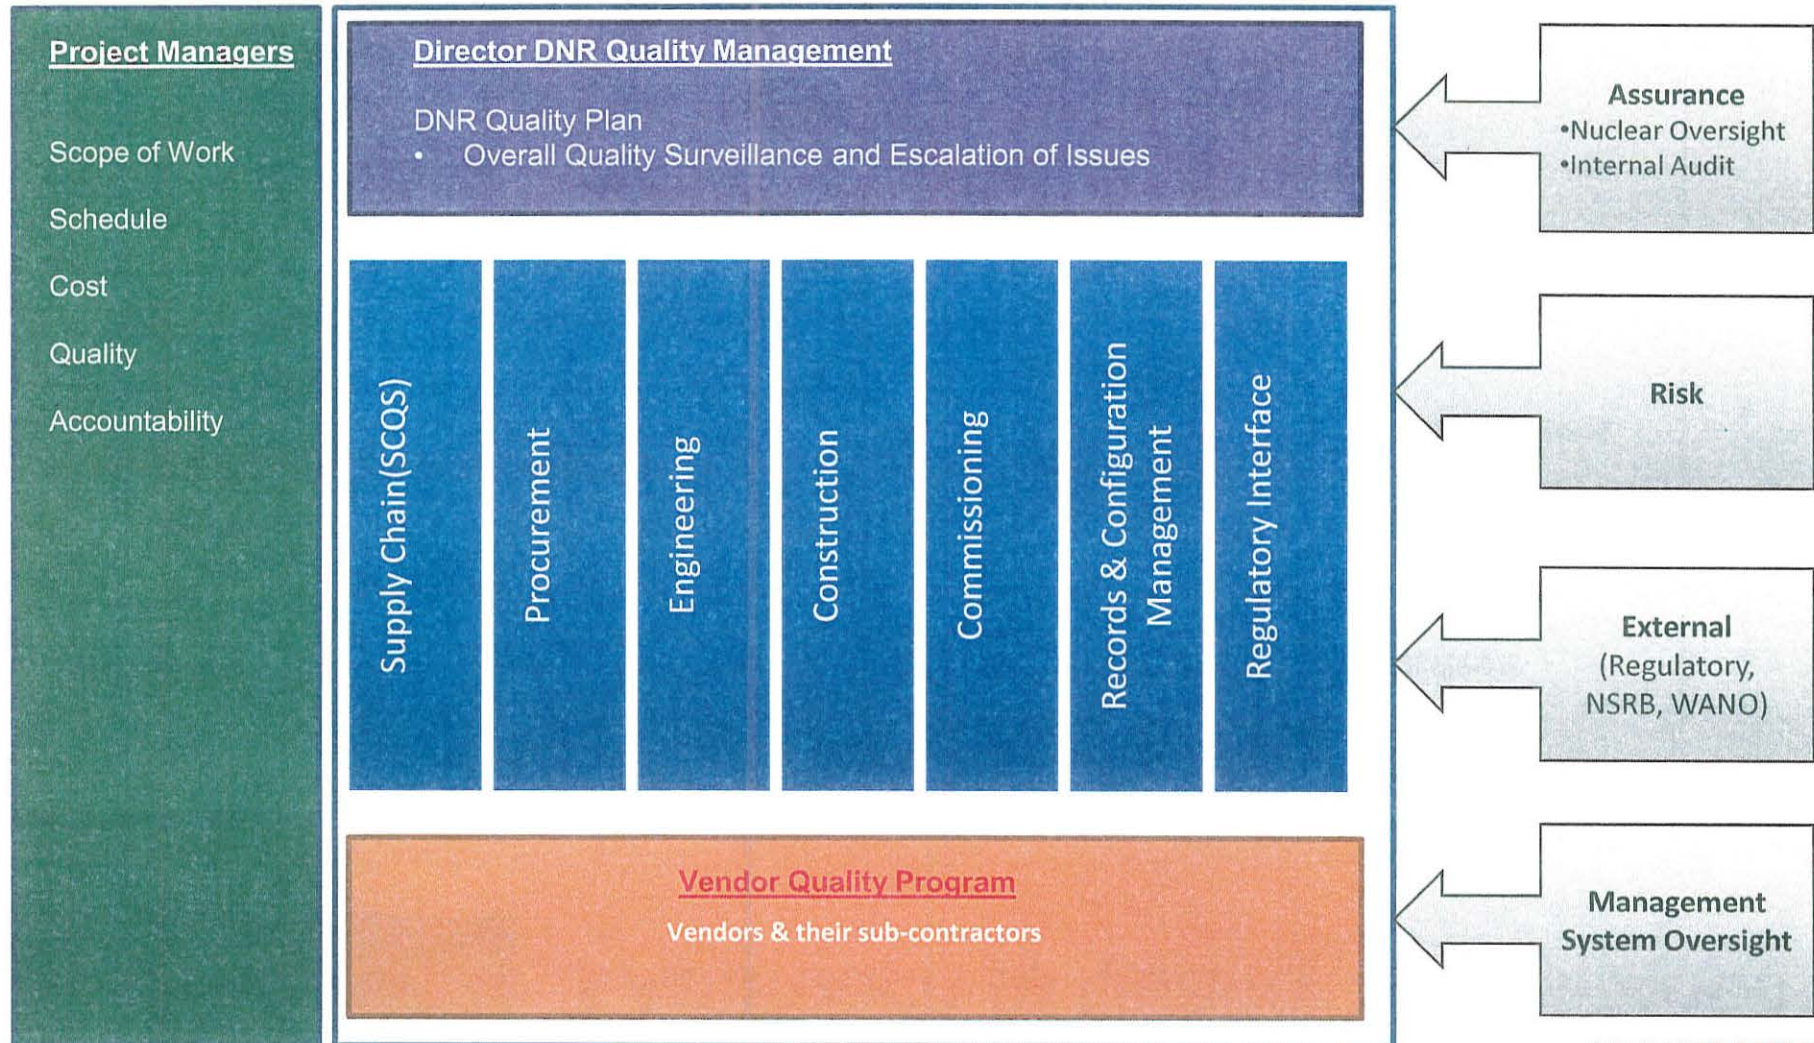 Project Managers
Scope of Work
Schedule
Cost
Quality
Accountability
Director DNR Quality Management
DNR Quality Plan
• Overall Quality Surveillance and Escalation of Issues
Supply Chain(SCQS)
Procurement
Engineering
Construction
Commissioning
Records & Configuration
Management
Regulatory Interface
Vendor Quality Program
Vendors & their sub-contractors
Assurance
•Nuclear Oversight
•Internal Audit
Risk
External
(Regulatory,
NSRB, WANO)
Management
System Oversight